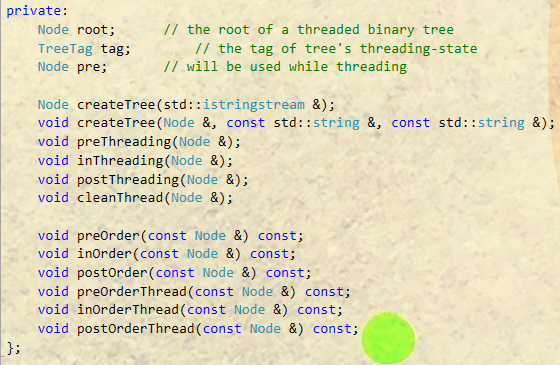 private:
Node root; // the root of a threaded binary tree
TreeTag tag; // the tag of tree's threading-state
Node pre; // will be used while threading
Node createTree(std::istringstream &);
void createTree(Node &, const std::string &, const std::string &);
void preThreading(Node &);
void inThreading(Node &);
void postThreading(Node &);
void cleanThread(Node &);
void preOrder(const Node &) const;
void inOrder(const Node &) const;
void postOrder(const Node &) const;
void preOrderThread(const Node &) const;
void inOrderThread(const Node &) const;
void postOrderThread(const Node &) const;
};